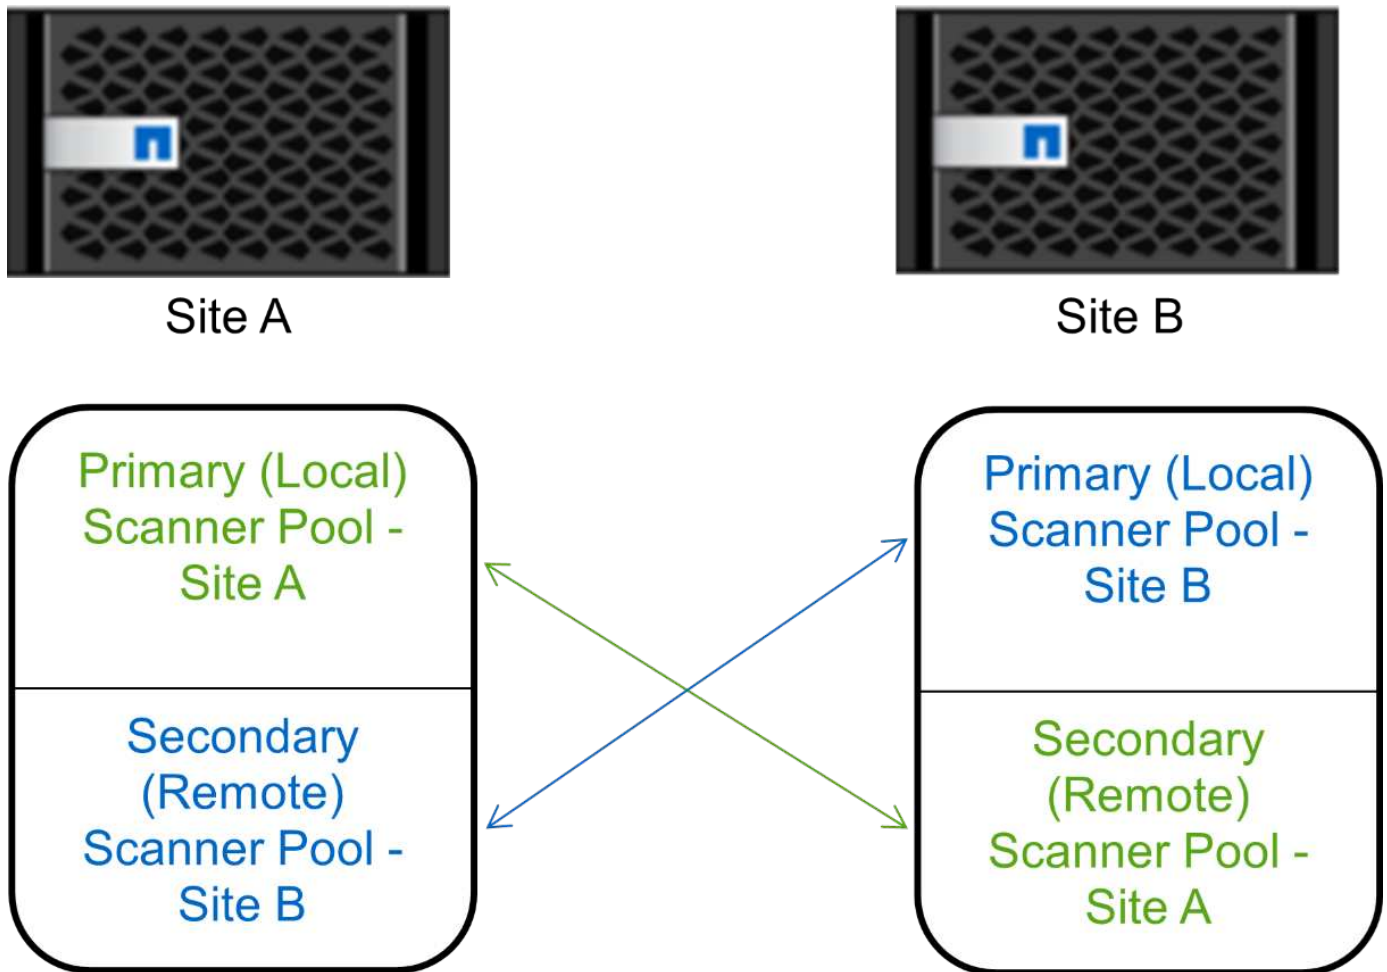 Site A
Site B
Primary (Local)
Scanner Pool -
Site A
Secondary
(Remote)
Scanner Pool -
Site B
Primary (Local)
Scanner Pool -
Site B
Secondary
(Remote)
Scanner Pool -
Site A